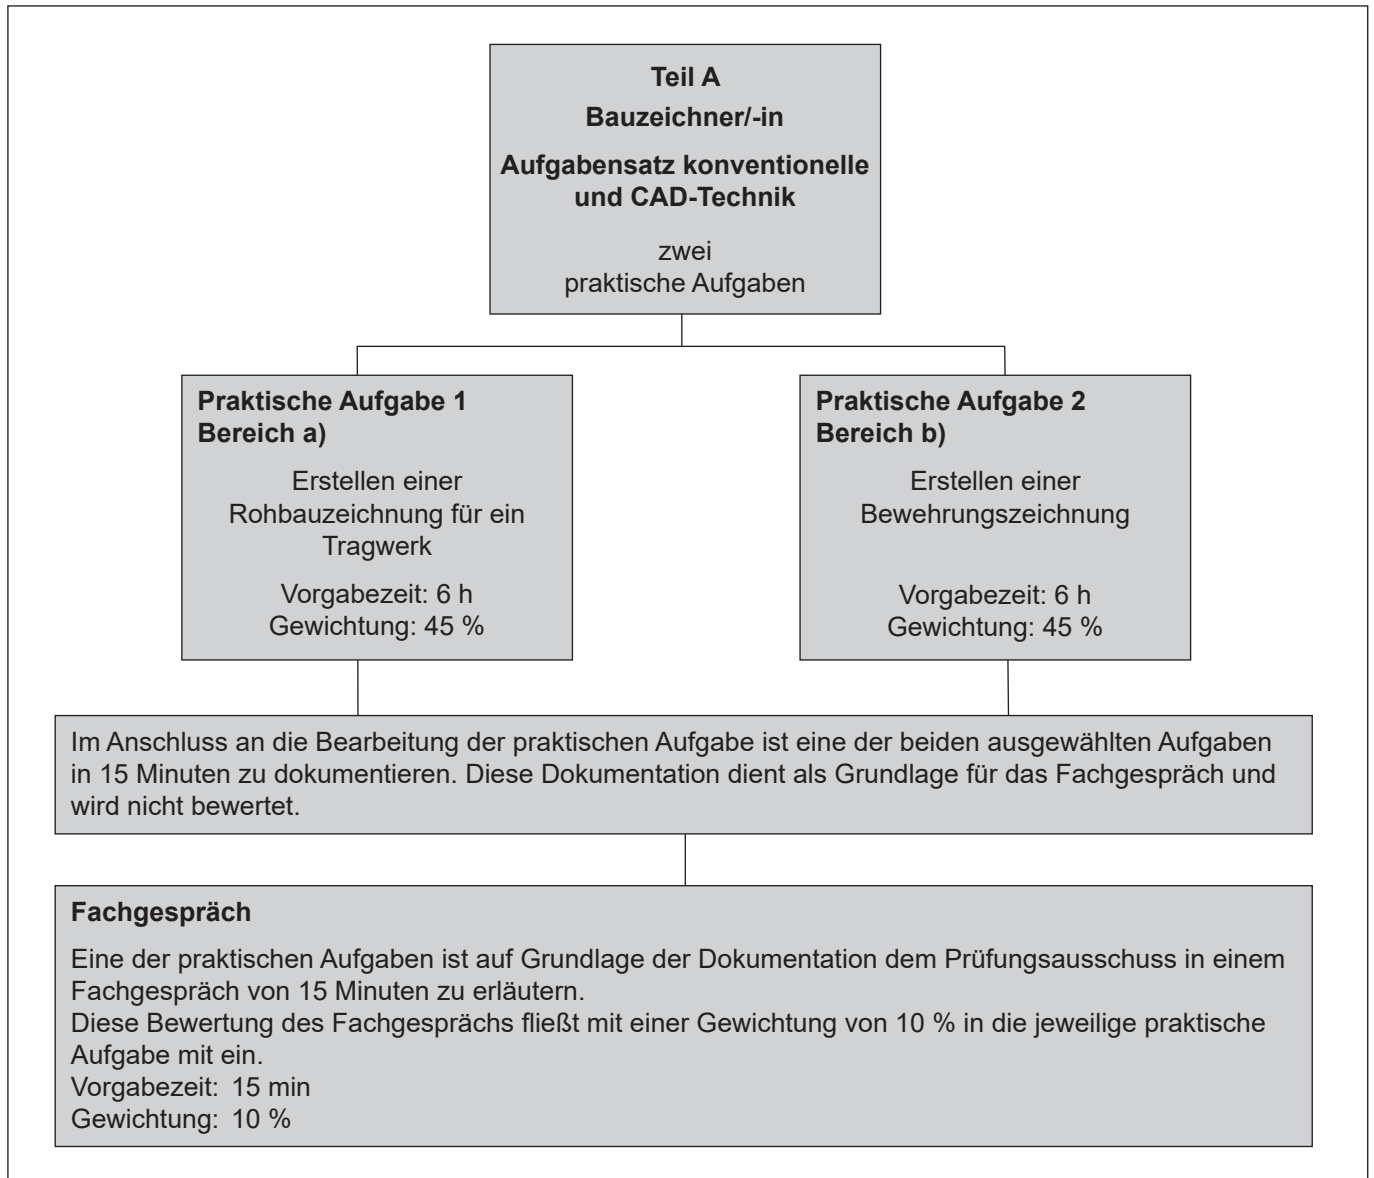 Teil A
Bauzeichner/-in
Aufgabensatz konventionelle
und CAD-Technik
zwei
praktische Aufgaben
Praktische Aufgabe 1
Bereich a)
Erstellen einer
Rohbauzeichnung für ein
Tragwerk
Vorgabezeit: 6 h
Gewichtung: 45 %
Praktische Aufgabe 2
Bereich b)
Erstellen einer
Bewehrungszeichnung
Vorgabezeit: 6 h
Gewichtung: 45 %
Im Anschluss an die Bearbeitung der praktischen Aufgabe ist eine der beiden ausgewählten Aufgaben
in 15 Minuten zu dokumentieren. Diese Dokumentation dient als Grundlage für das Fachgespräch und
wird nicht bewertet.
Fachgespräch
Eine der praktischen Aufgaben ist auf Grundlage der Dokumentation dem Prüfungsausschuss in einem
Fachgespräch von 15 Minuten zu erläutern.
Diese Bewertung des Fachgesprächs fließt mit einer Gewichtung von 10 % in die jeweilige praktische
Aufgabe mit ein.
Vorgabezeit: 15 min
Gewichtung: 10 %